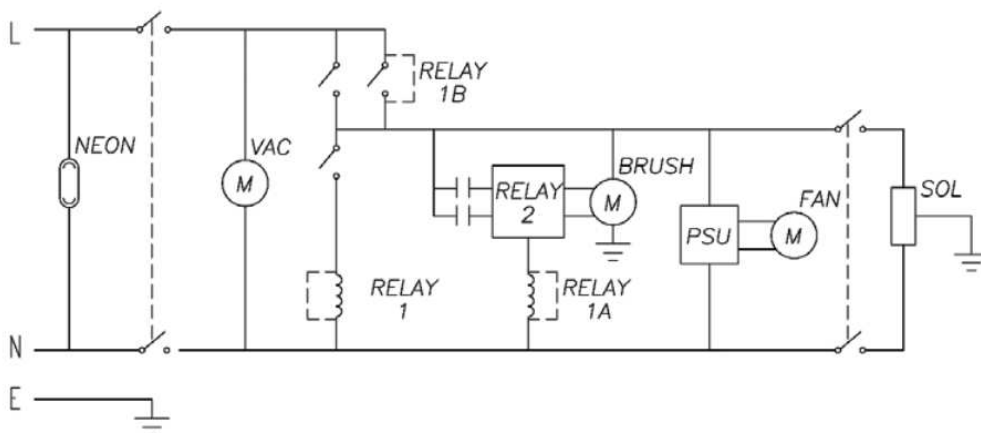 L
RELAY
1B
NEON
VAC
M
BRUSH
RELAY
2
M
FAN
PSU
M
SOL
RELAY
1
RELAY
1A
N
E